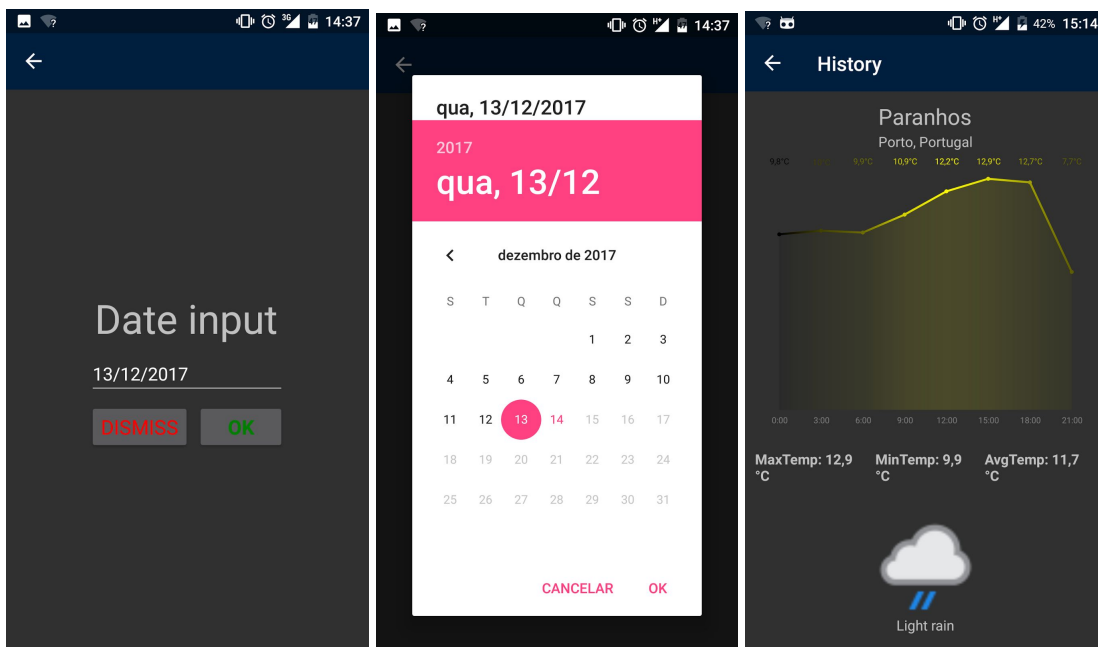 3G 14:37
Date input
13/12/2017
DISMISS OK
H+ 14:37
qua, 13/12/2017
2017
qua, 13/12
dezembro de 2017
S T Q Q S S D
1 2 3
4 5 6 7 8 9 10
11 12 13 14 15 16 17
18 19 20 21 22 23 24
25 26 27 28 29 30 31
CANCELAR OK
H+ 42% 15:14
History
Paranhos
Porto, Portugal
9,8°C 9,9°C 10,9°C 12,2°C 12,9°C 12,7°C 7,7°C
0:00 3:00 6:00 9:00 12:00 15:00 18:00 21:00
MaxTemp: 12,9 MinTemp: 9,9 AvgTemp: 11,7
°C °C °C
Light rain